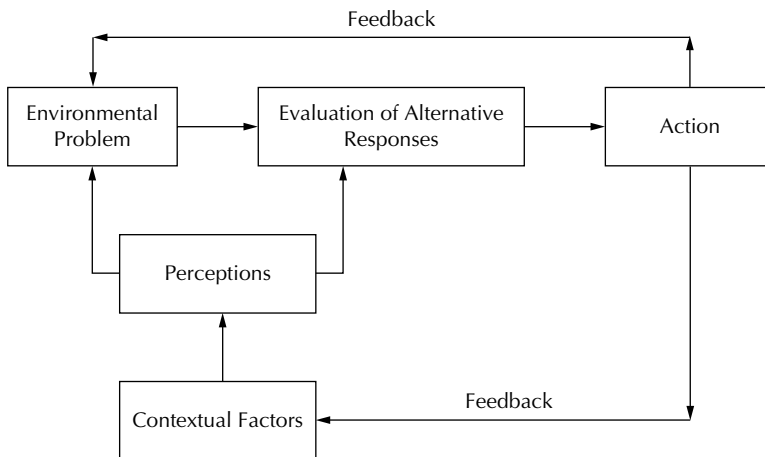 Feedback
Environmental
Problem
Evaluation of Alternative
Responses
Action
Perceptions
Contextual Factors
Feedback